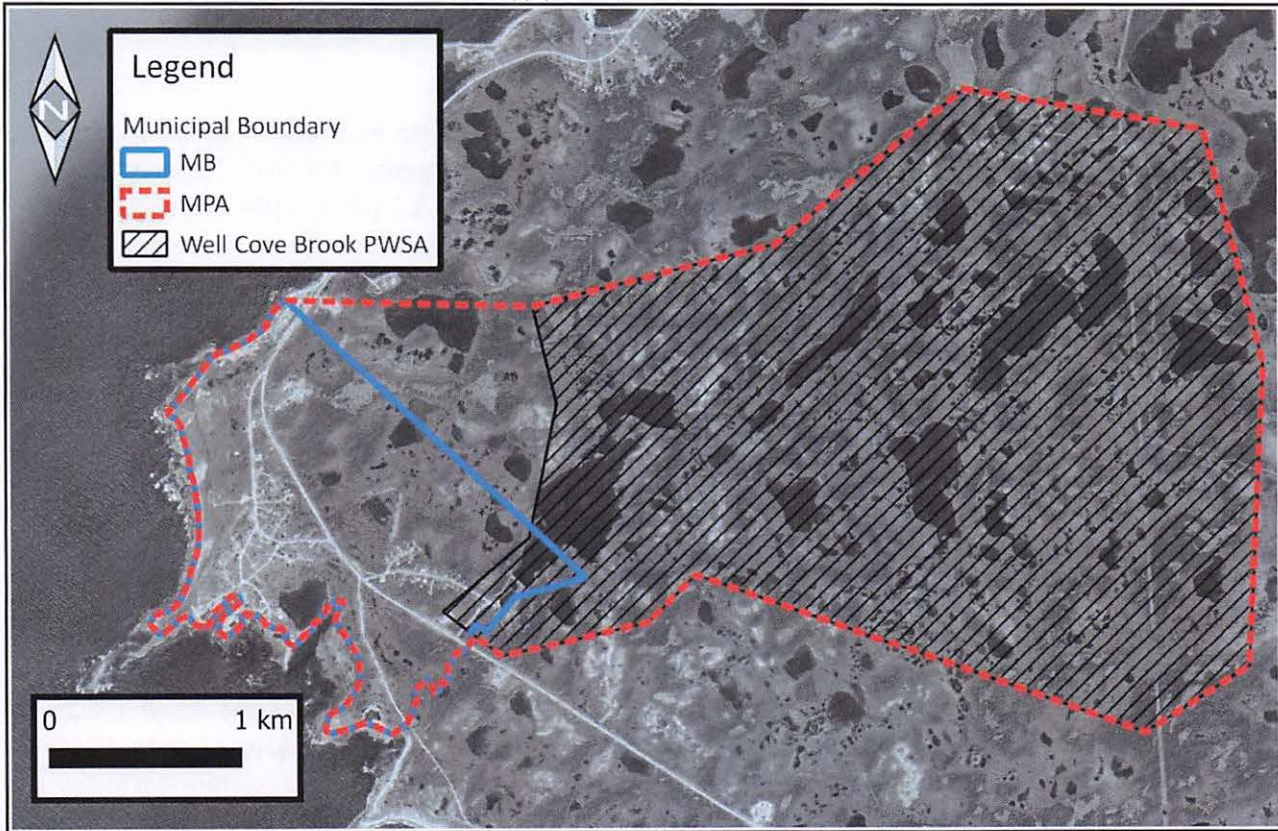 N
Legend
Municipal Boundary
MB
MPA
Well Cove Brook PWSA
0 1 km